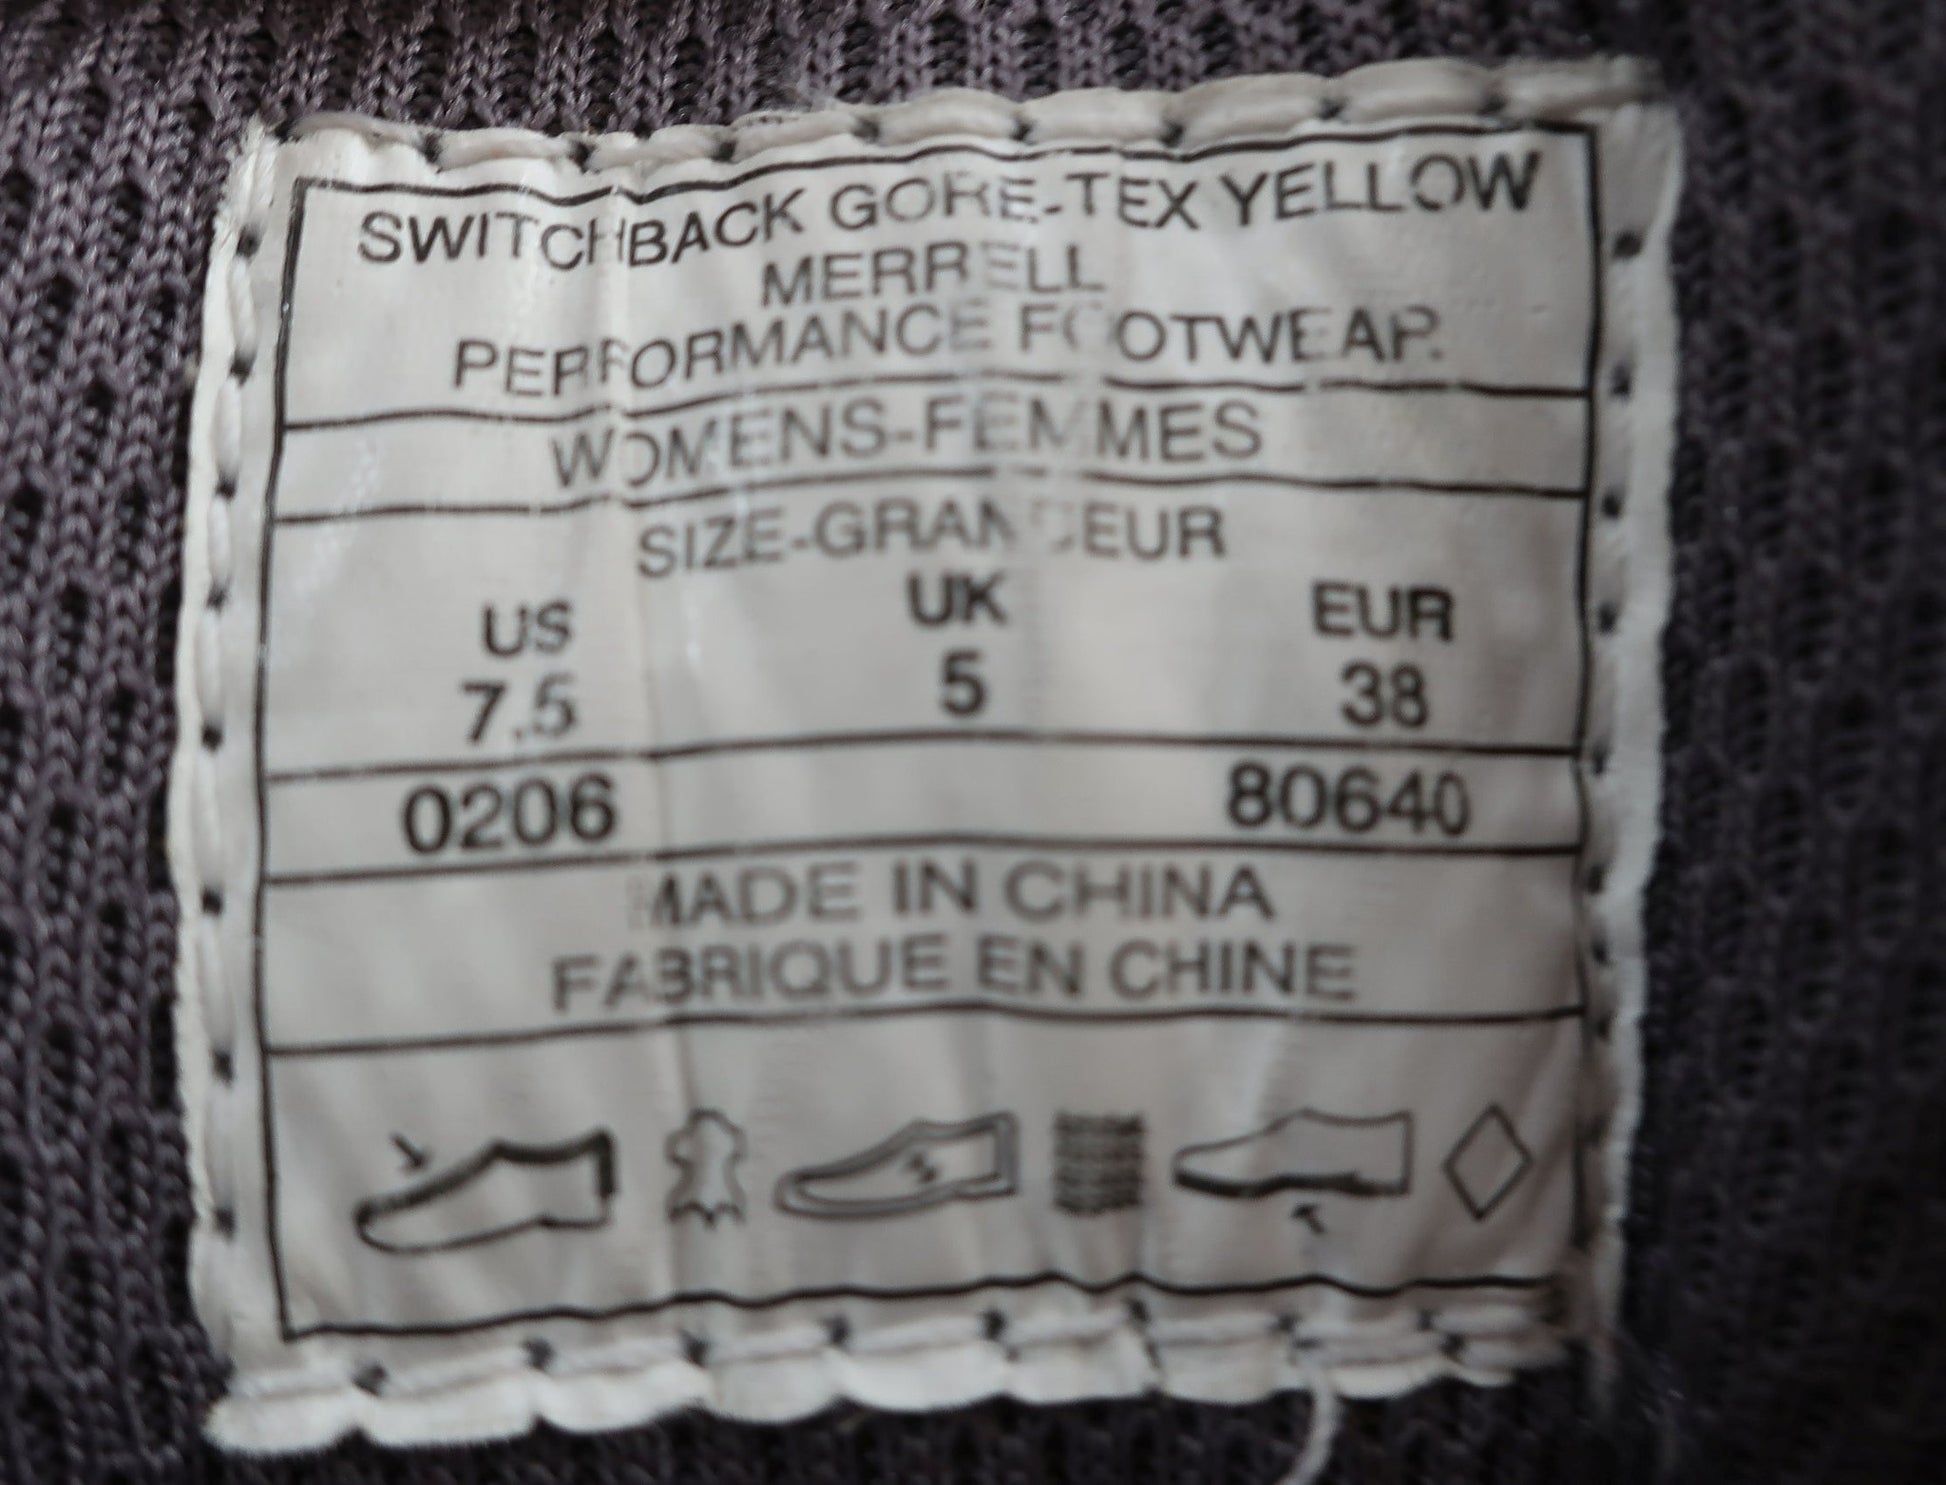 SWITCHBACK GORE-TEX YELLOW
MERRELL
PERFORMANCE FOOTWEAR.
WOMENS-FEMMES
SIZE-GRANDEUR
US UK EUR
7.5 5 38
0206 80640
MADE IN CHINA
FABRIQUE EN CHINE